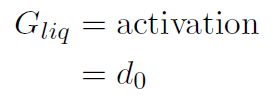 G_{liq} = activation
= d_0